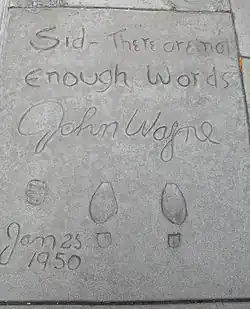 Sid - There are not
Enough Words
John Wayne
Jan 25
1950